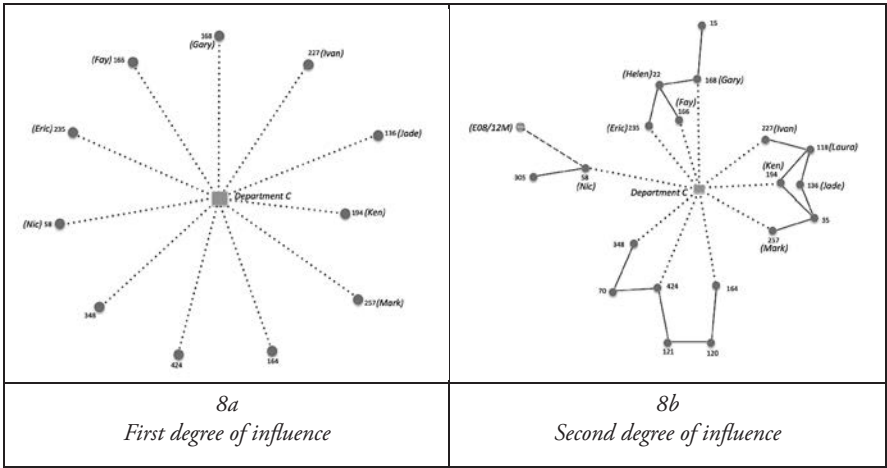 168
(Gary)
227(Ivan)
(Fay) 166
(Eric) 235
136(Jade)
Department C
194 (Ken)
(Nic) 58
257(Mark)
348
424
164
15
(Helen)22
168 (Gary)
(Fay)
166
(Eric)235
(E08/12M)
227(Ivan)
118(Laura)
(Ken)
194
136 (Jade)
305
58
(Nic)
Department C
35
257
(Mark)
348
70
424
164
121
120
8a
First degree of influence
8b
Second degree of influence